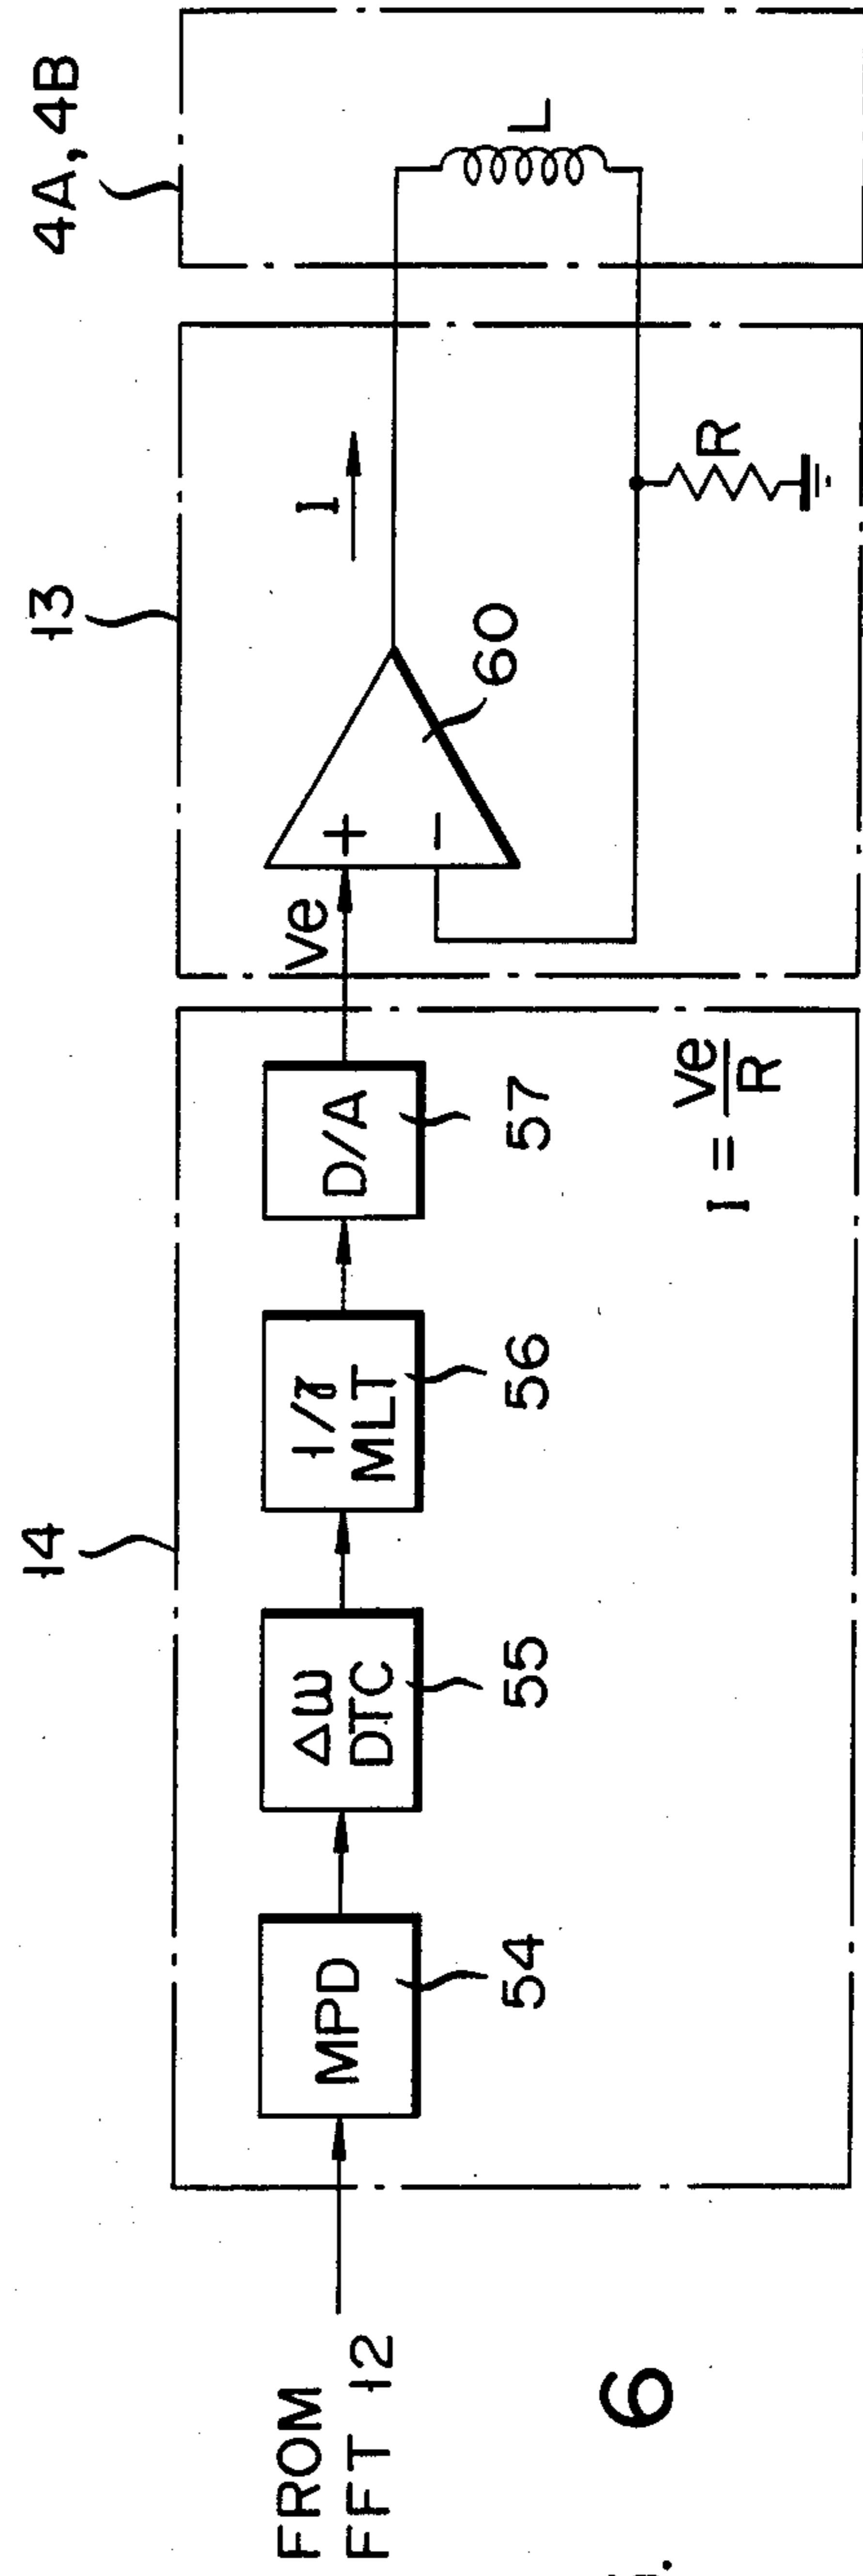 FROM
FFT 12
14
MPD
54
Δω
DTC
55
1/γ
MLT
56
D/A
57
I = Ve/R
13
Ve
+
-
60
I
R
4A, 4B
L
6